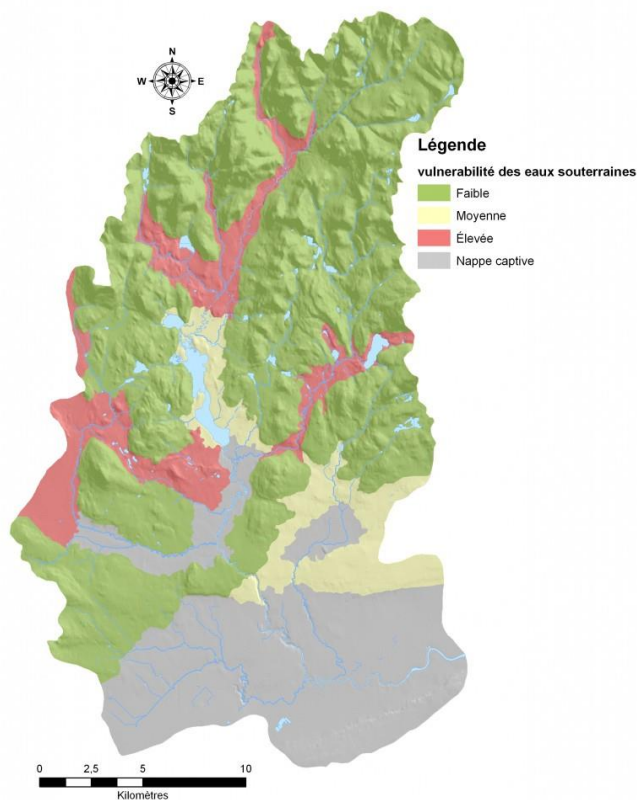 N
W E
S
Légende
vulnerabilité des eaux souterraines
Faible
Moyenne
Élevée
Nappe captive
0 2,5 5 10
Kilomètres